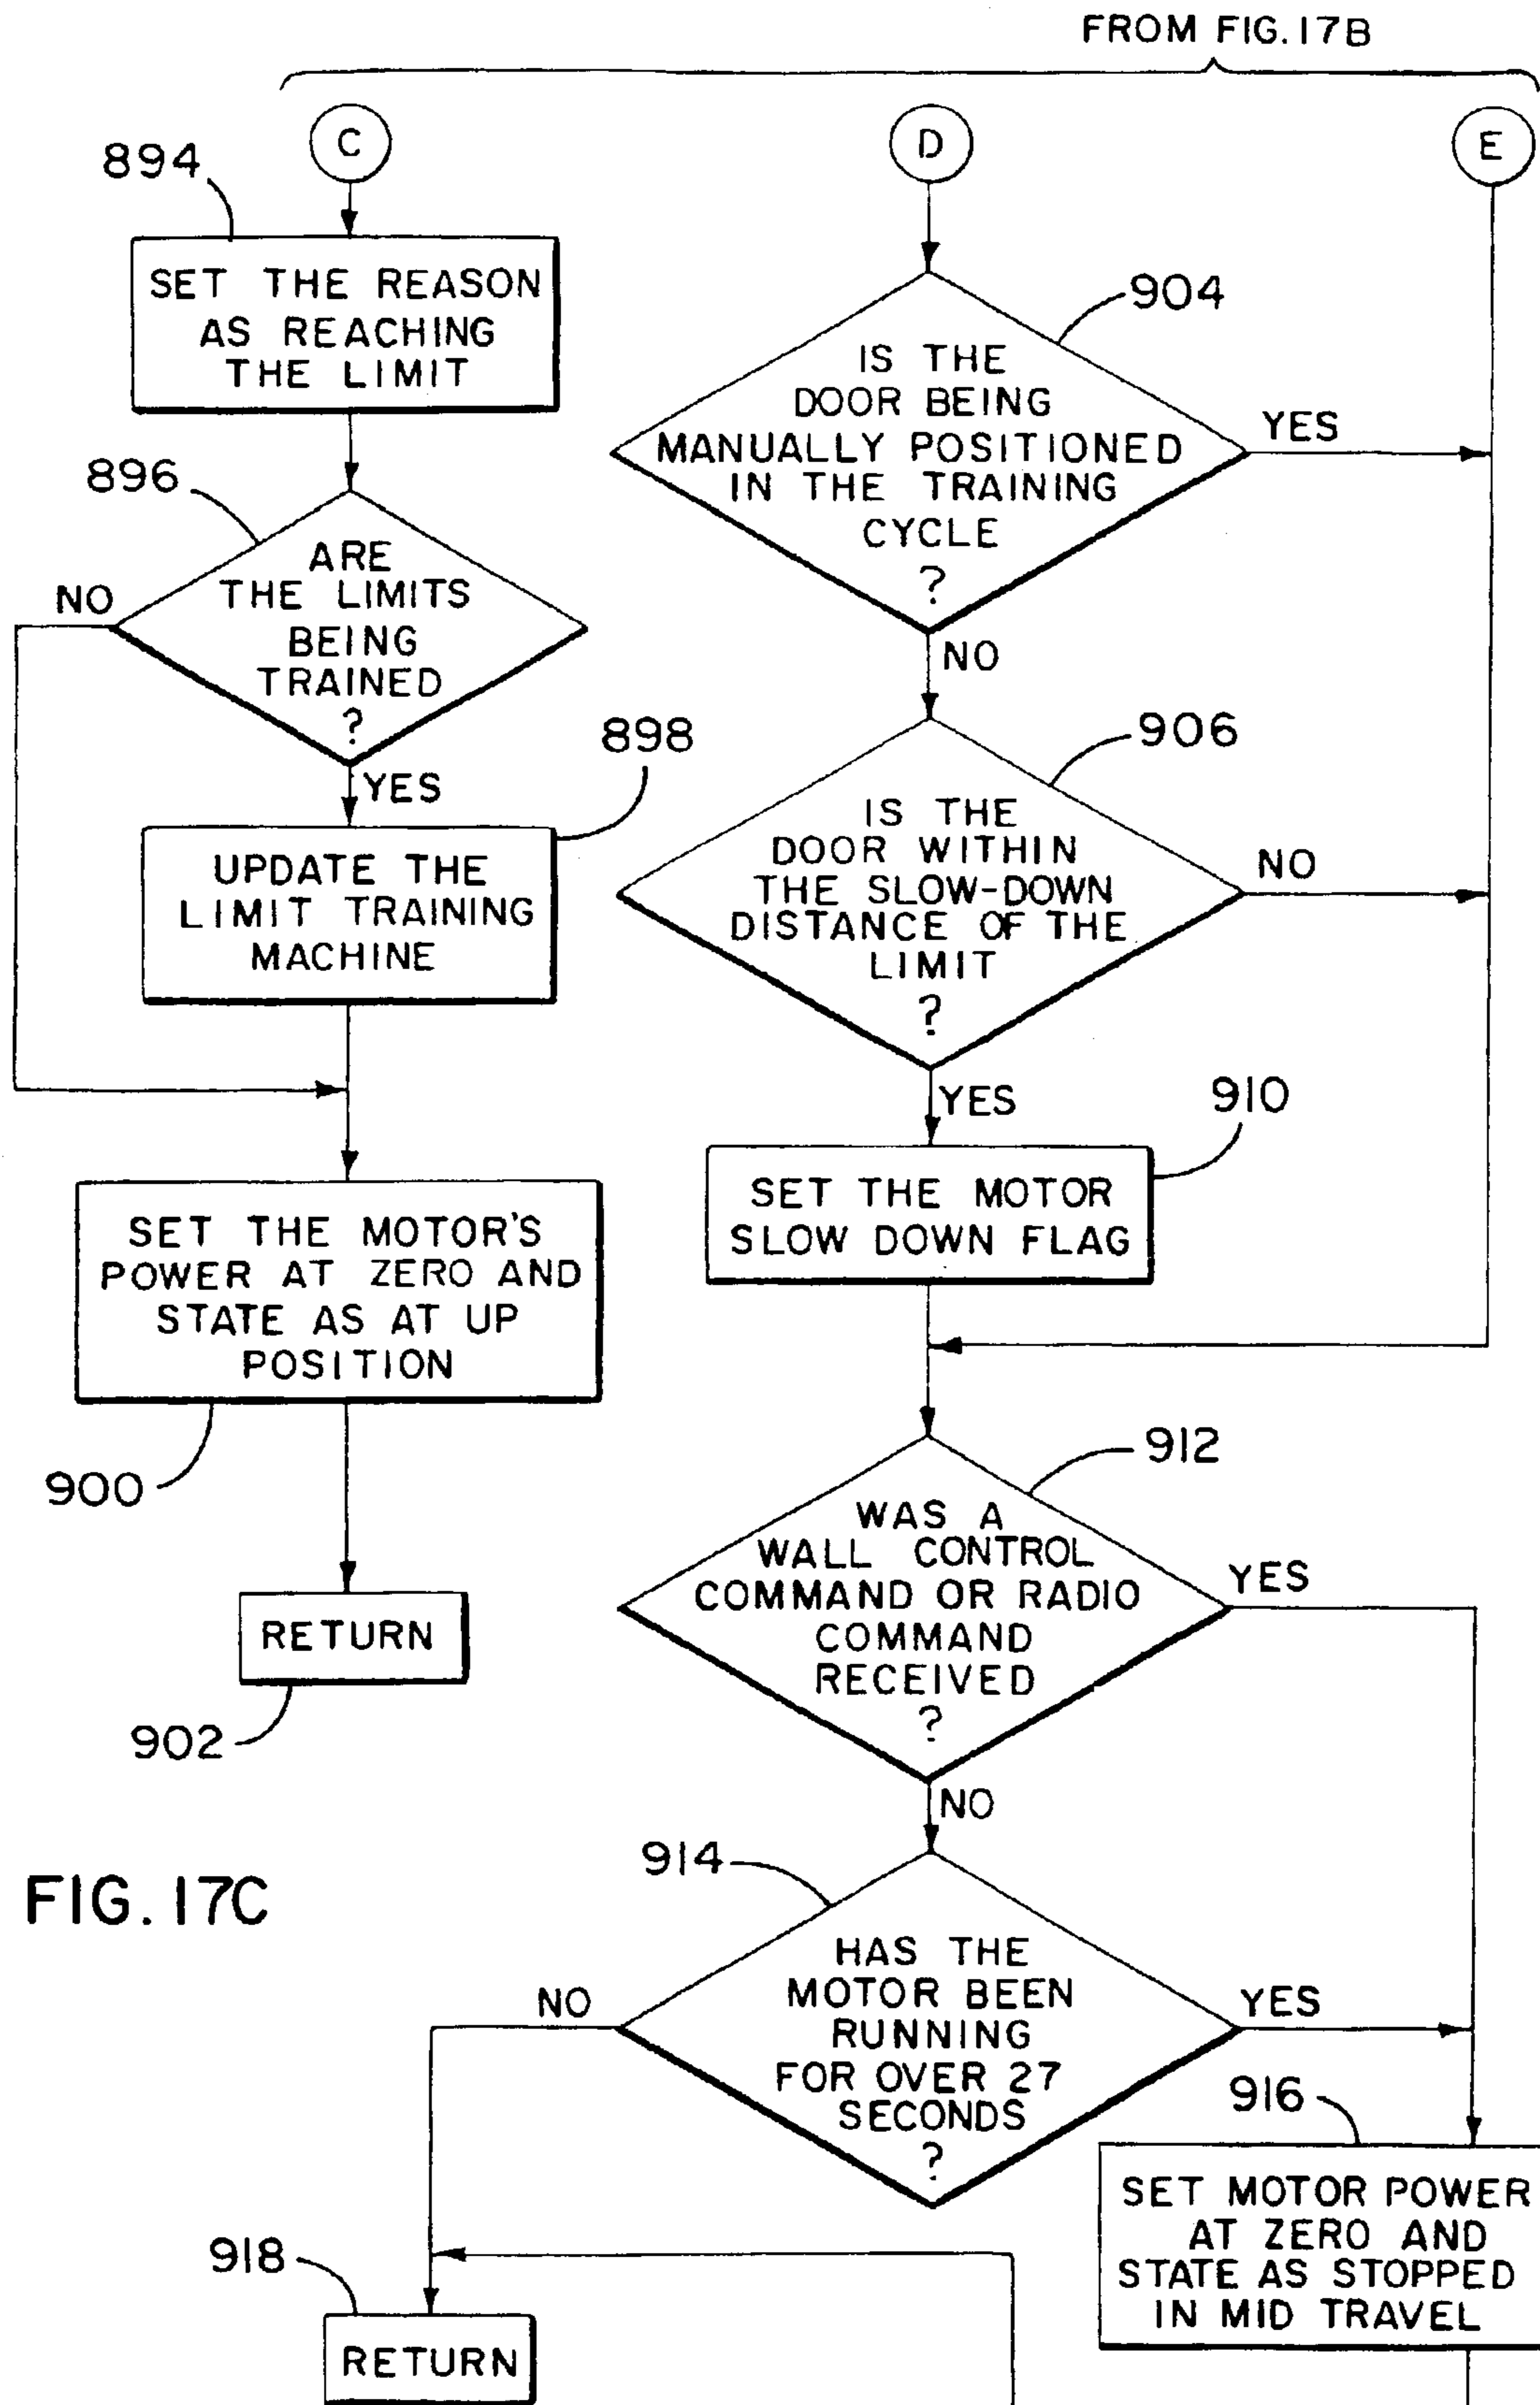 FROM FIG. 17B
C
D
E
894
SET THE REASON
AS REACHING
THE LIMIT
896
ARE
THE LIMITS
BEING
TRAINED
?
NO
YES
898
UPDATE THE
LIMIT TRAINING
MACHINE
SET THE MOTOR'S
POWER AT ZERO AND
STATE AS AT UP
POSITION
900
RETURN
902
904
IS THE
DOOR BEING
MANUALLY POSITIONED
IN THE TRAINING
CYCLE
?
YES
NO
906
IS THE
DOOR WITHIN
THE SLOW-DOWN
DISTANCE OF THE
LIMIT
?
NO
YES
910
SET THE MOTOR
SLOW DOWN FLAG
912
WAS A
WALL CONTROL
COMMAND OR RADIO
COMMAND
RECEIVED
?
YES
NO
914
HAS THE
MOTOR BEEN
RUNNING
FOR OVER 27
SECONDS
?
NO
YES
916
SET MOTOR POWER
AT ZERO AND
STATE AS STOPPED
IN MID TRAVEL
918
RETURN
FIG. 17C